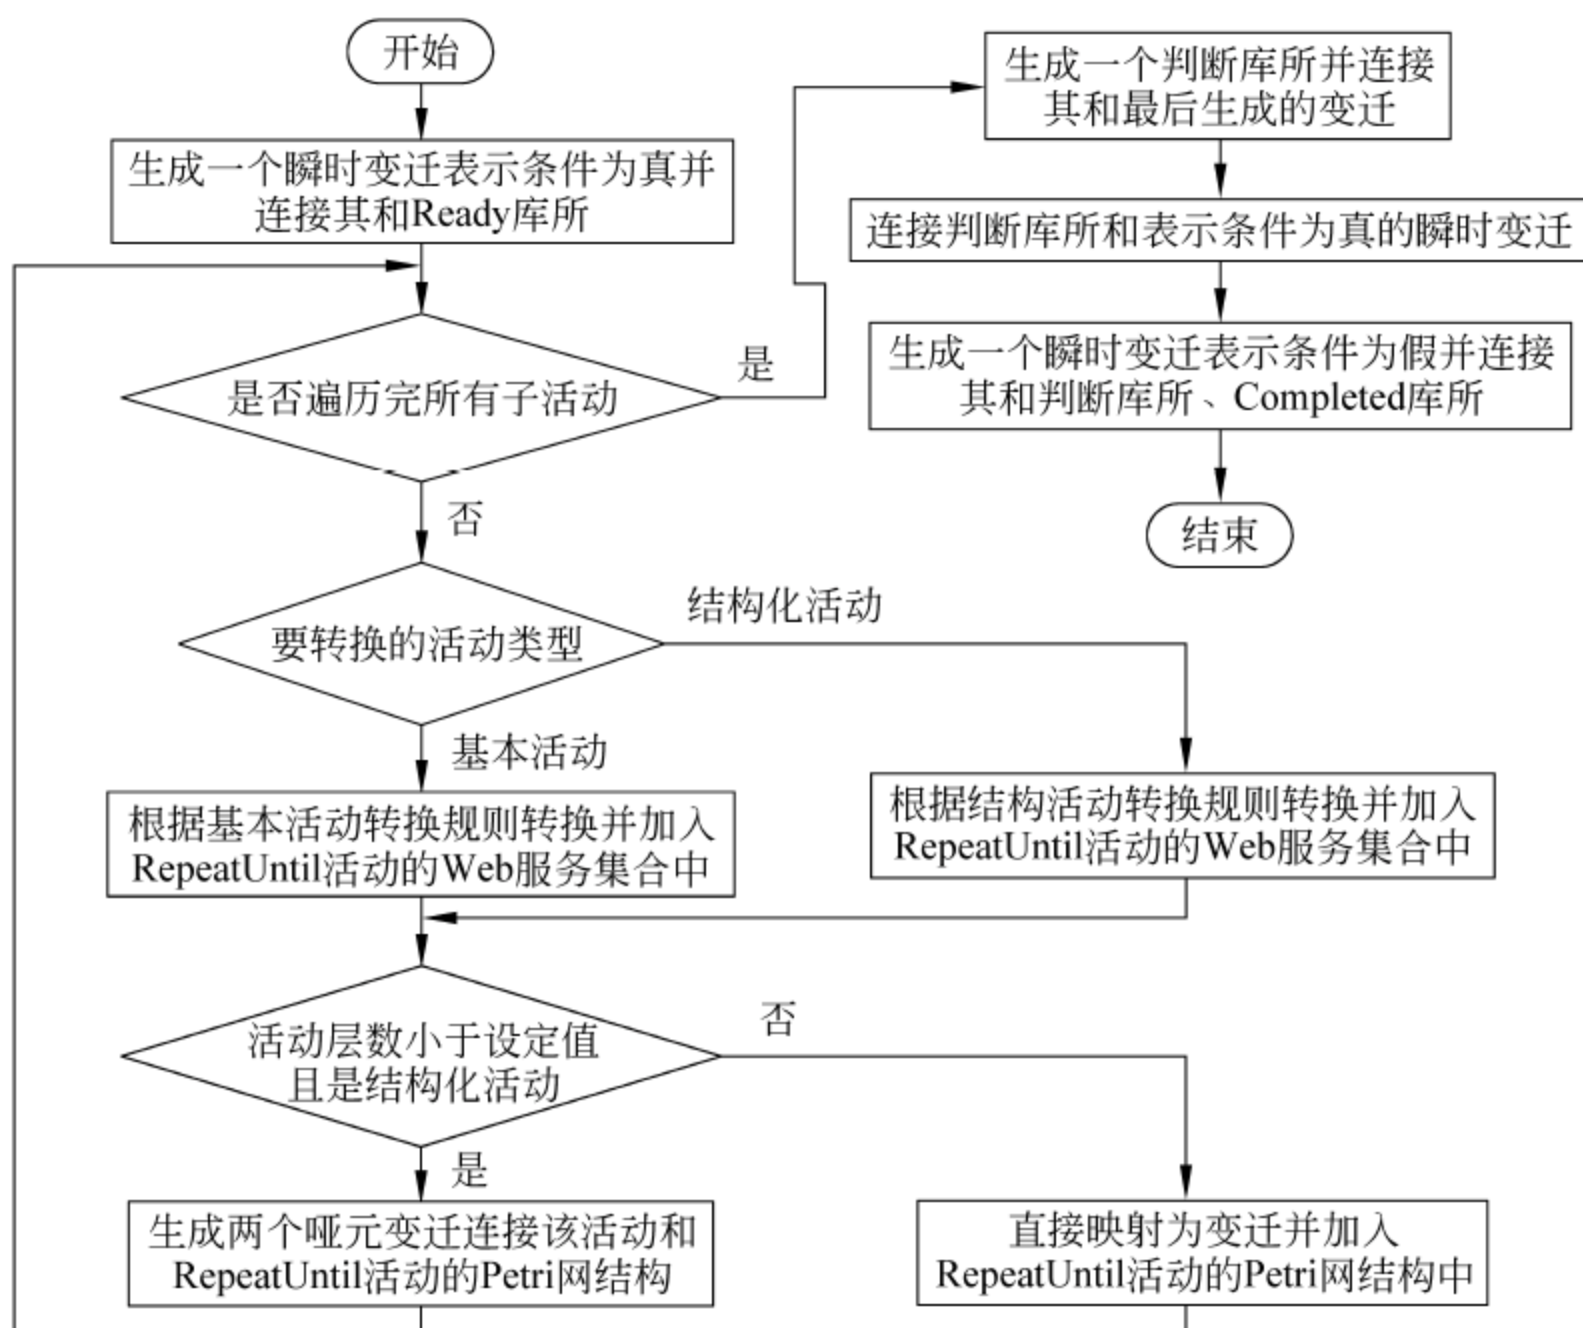 开始
生成一个瞬时变迁表示条件为真并
连接其和Ready库所
是否遍历完所有子活动
是
否
要转换的活动类型
结构化活动
基本活动
根据基本活动转换规则转换并加入
RepeatUntil活动的Web服务集合中
根据结构活动转换规则转换并加入
RepeatUntil活动的Web服务集合中
活动层数小于设定值
且是结构化活动
否
是
生成两个哑元变迁连接该活动和
RepeatUntil活动的Petri网结构
直接映射为变迁并加入
RepeatUntil活动的Petri网结构中
生成一个判断库所并连接
其和最后生成的变迁
连接判断库所和表示条件为真的瞬时变迁
生成一个瞬时变迁表示条件为假并连接
其和判断库所、Completed库所
结束